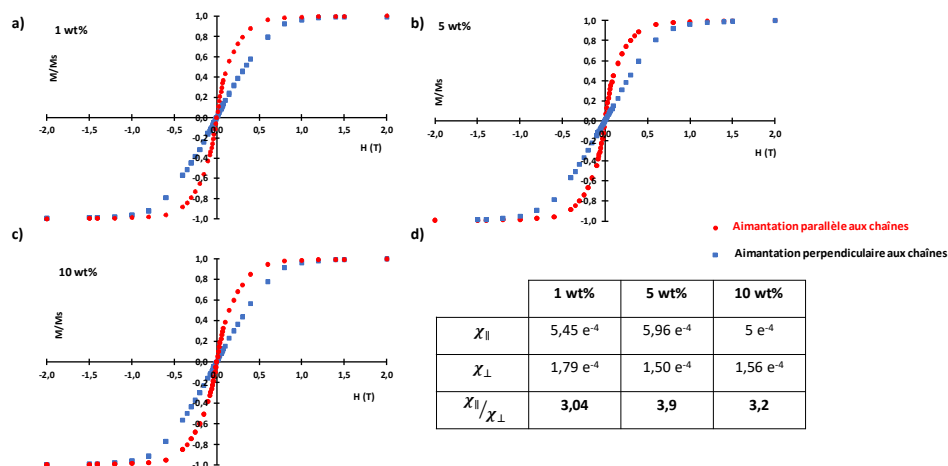 a)
1 wt%
M/Ms
1,0
0,8
0,6
0,4
0,2
0,0
-0,2
-0,4
-0,6
-0,8
-1,0
-2,0 -1,5 -1,0 -0,5 0,0 0,5 1,0 1,5 2,0
H (T)
b)
5 wt%
M/Ms
1,0
0,8
0,6
0,4
0,2
0,0
-0,2
-0,4
-0,6
-0,8
-1,0
-2,0 -1,5 -1,0 -0,5 0,0 0,5 1,0 1,5 2,0
H (T)
c)
10 wt%
M/Ms
1,0
0,8
0,6
0,4
0,2
0,0
-0,2
-0,4
-0,6
-0,8
-1,0
-2,0 -1,5 -1,0 -0,5 0,0 0,5 1,0 1,5 2,0
H (T)
d)
Aimantation parallèle aux chaînes
Aimantation perpendiculaire aux chaînes
1 wt% 5 wt% 10 wt%
χ∥ 5,45 e⁻⁴ 5,96 e⁻⁴ 5 e⁻⁴
χ⊥ 1,79 e⁻⁴ 1,50 e⁻⁴ 1,56 e⁻⁴
χ∥/χ⊥ 3,04 3,9 3,2